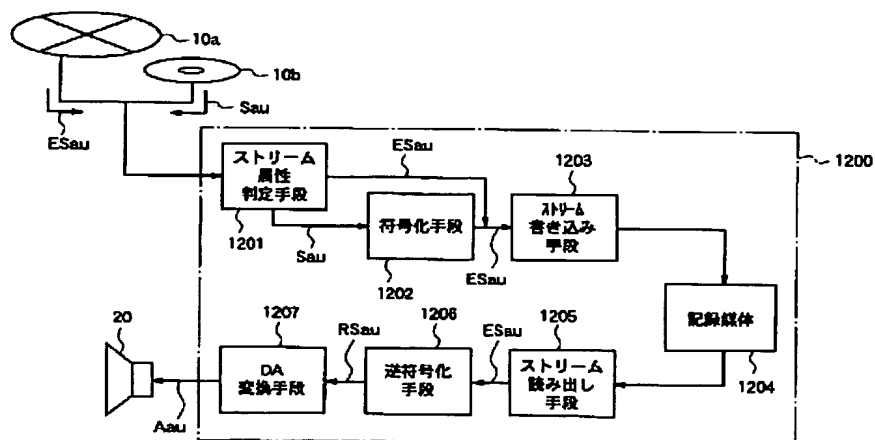 10a
10b
ESau
Sau
1200
ストリーム
属性
判定手段
1201
ESau
Sau
符号化手段
1202
ESau
1203
ストリーム
書き込み
手段
記録媒体
1204
1205
ストリーム
読み出し
手段
ESau
1206
逆符号化
手段
RSau
1207
DA
変換手段
20
Aau